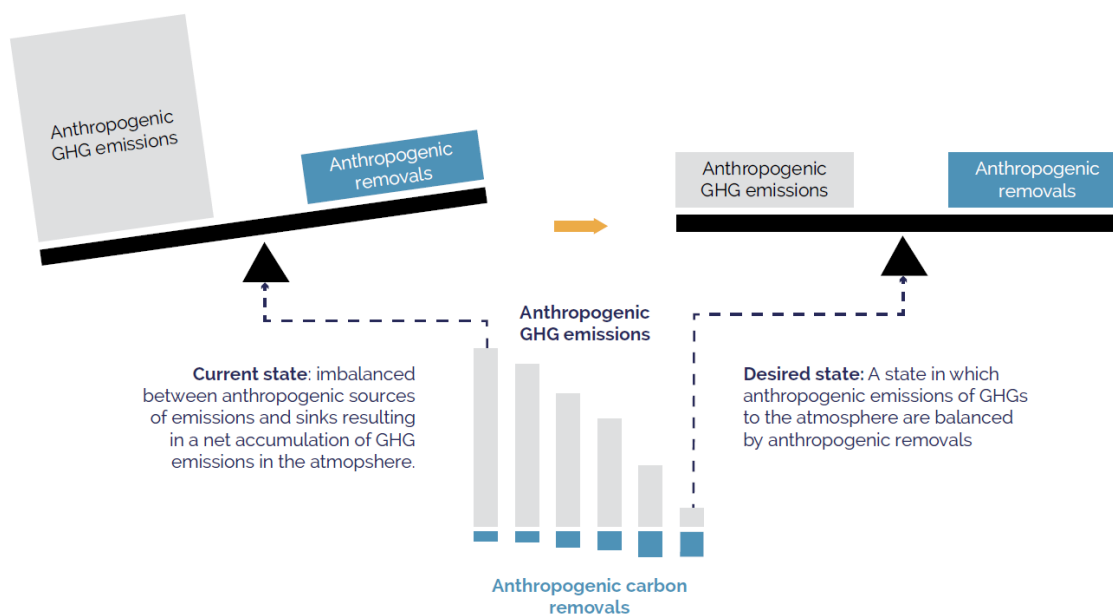 Anthropogenic
GHG emissions
Anthropogenic
removals
Anthropogenic
GHG emissions
Anthropogenic
removals
Anthropogenic
GHG emissions
Current state: imbalanced
between anthropogenic sources
of emissions and sinks resulting
in a net accumulation of GHG
emissions in the atmopshere.
Desired state: A state in which
anthropogenic emissions of GHGs
to the atmosphere are balanced
by anthropogenic removals
Anthropogenic carbon
removals